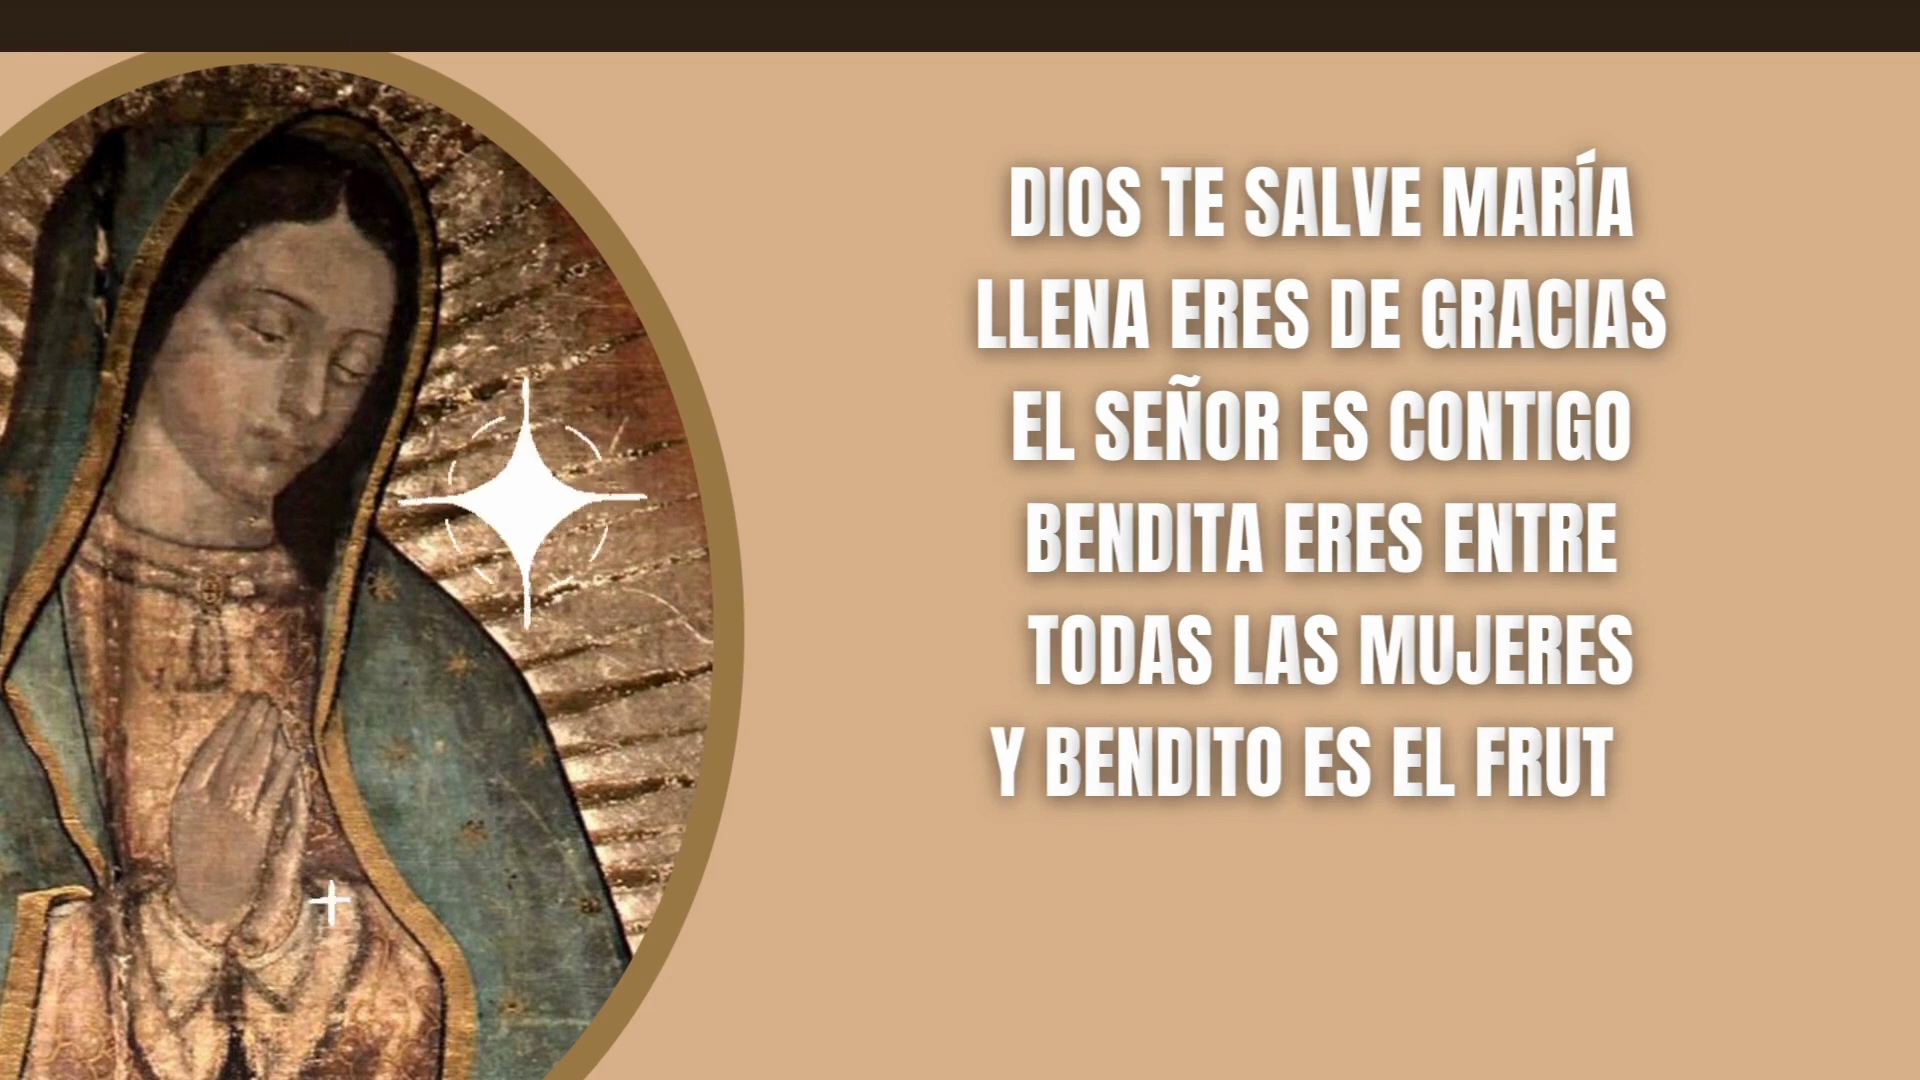 DIOS TE SALVE MARÍA
LLENA ERES DE GRACIAS
EL SEÑOR ES CONTIGO
BENDITA ERES ENTRE
TODAS LAS MUJERES
Y BENDITO ES EL FRUT